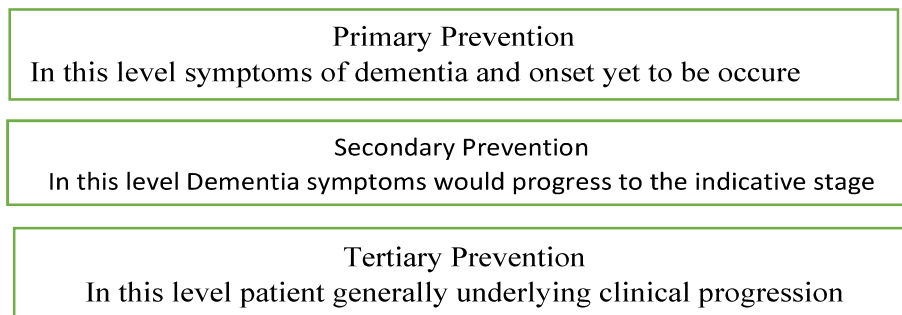 Primary Prevention
In this level symptoms of dementia and onset yet to be occure
Secondary Prevention
In this level Dementia symptoms would progress to the indicative stage
Tertiary Prevention
In this level patient generally underlying clinical progression